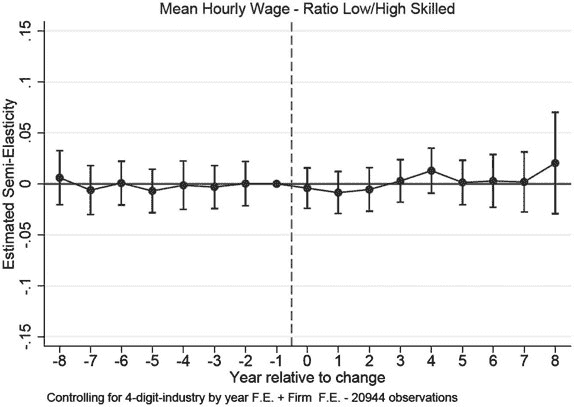 Mean Hourly Wage - Ratio Low/High Skilled
Estimated Semi-Elasticity
.15
.1
.05
0
-.05
-.1
-.15
-8 -7 -6 -5 -4 -3 -2 -1 0 1 2 3 4 5 6 7 8
Year relative to change
Controlling for 4-digit-industry by year F.E. + Firm F.E. - 20944 observations